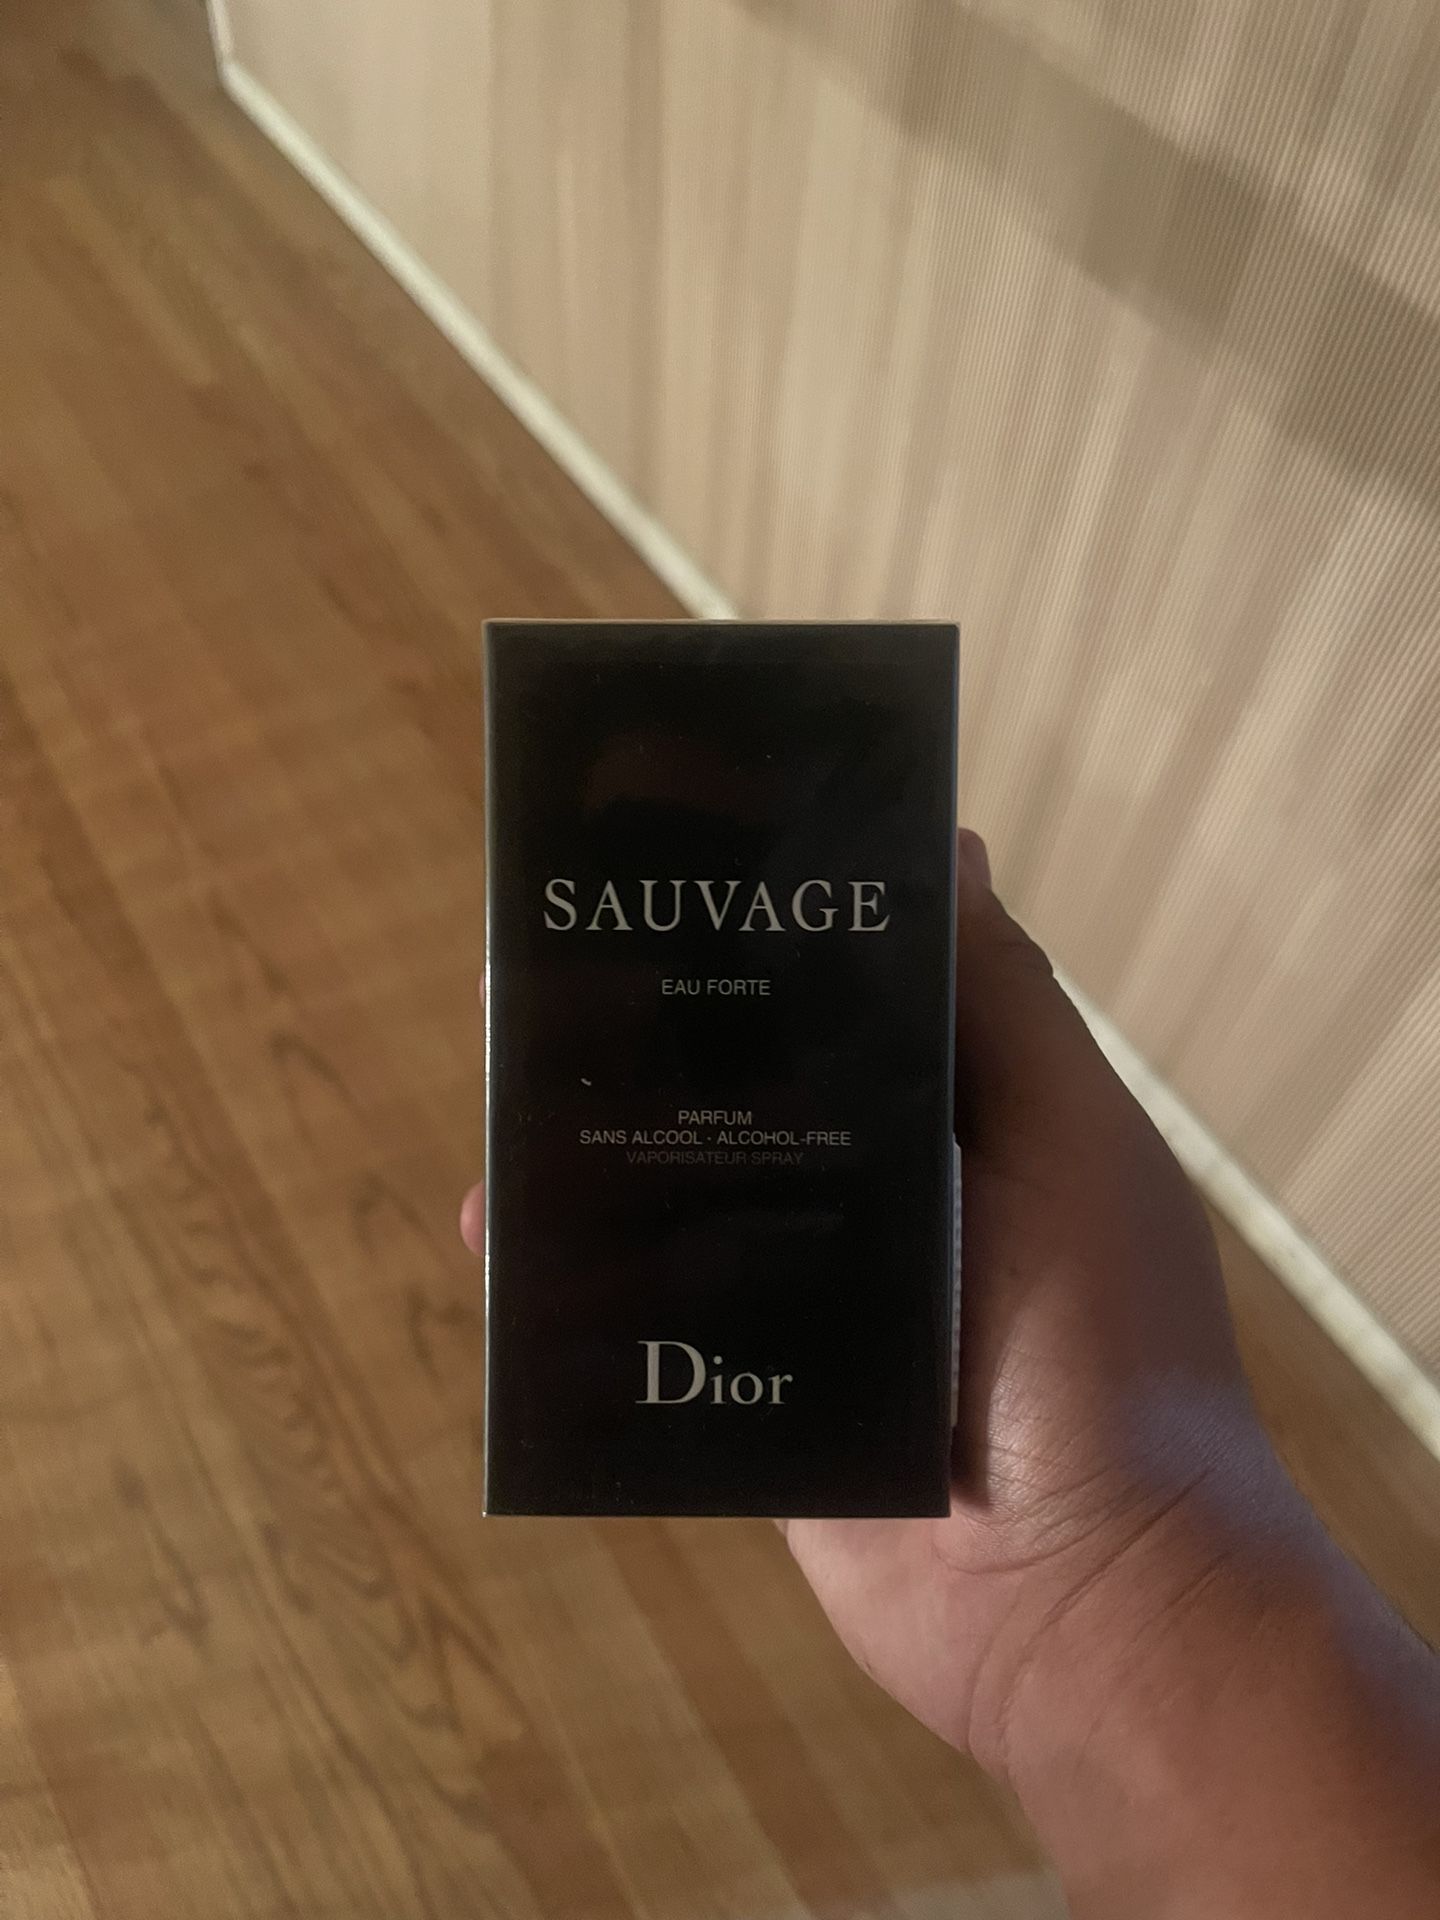 SAUVAGE
EAU FORTE
PARFUM
SANS ALCOOL · ALCOHOL-FREE
VAPORISATEUR SPRAY
Dior